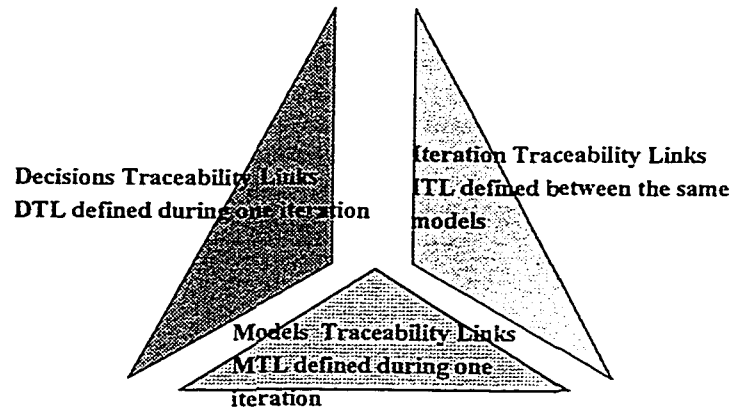 Decisions Traceability Links
DTL defined during one iteration
Iteration Traceability Links
ITL defined between the same
models
Models Traceability Links
MTL defined during one
iteration